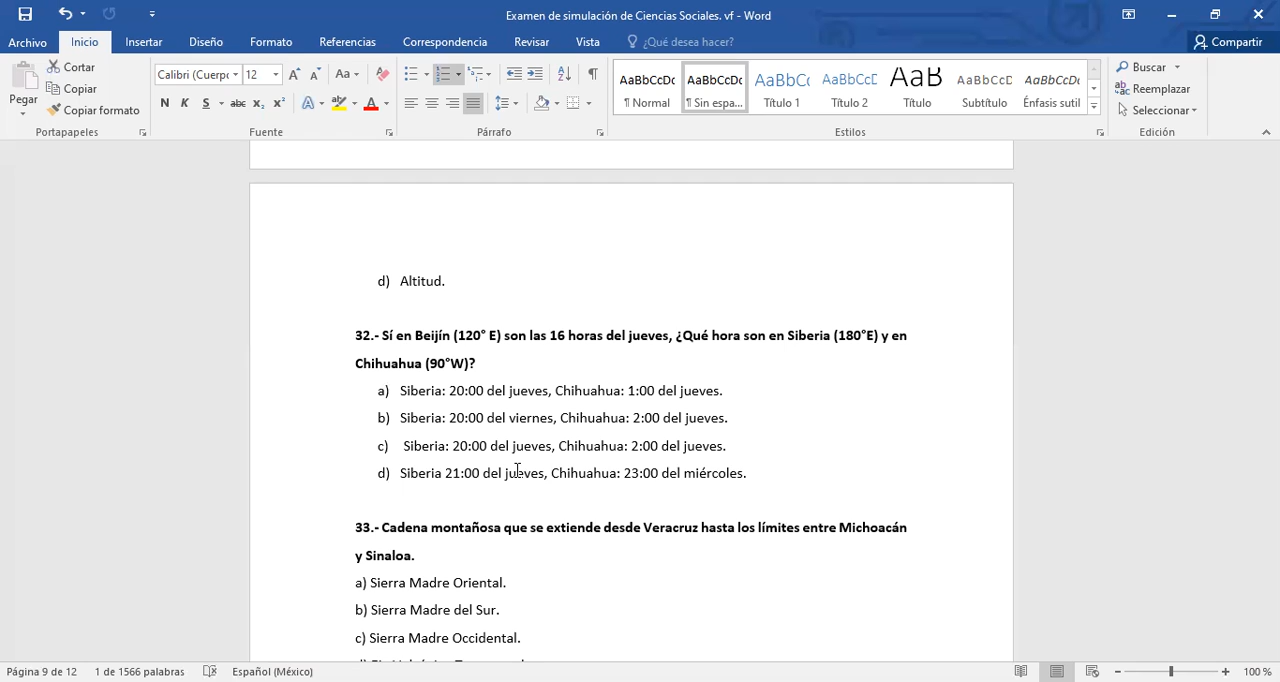 Examen de simulación de Ciencias Sociales. vf - Word
Archivo Inicio Insertar Diseño Formato Referencias Correspondencia Revisar Vista ¿Qué desea hacer? Compartir
Pegar
Cortar
Copiar
Copiar formato
Portapapeles
Calibri (Cuerpo 12
N K S abc x₂ x²
Fuente
Párrafo
AaBbCcDc AaBbCcDc AaBbCc AaBbCcD AaB AaBbCcD AaBbCcDc
¶ Normal ¶ Sin espa... Título 1 Título 2 Título Subtítulo Énfasis sutil
Estilos
Buscar
Reemplazar
Seleccionar
Edición
d) Altitud.
32.- Sí en Beijín (120° E) son las 16 horas del jueves, ¿Qué hora son en Siberia (180°E) y en
Chihuahua (90°W)?
a) Siberia: 20:00 del jueves, Chihuahua: 1:00 del jueves.
b) Siberia: 20:00 del viernes, Chihuahua: 2:00 del jueves.
c) Siberia: 20:00 del jueves, Chihuahua: 2:00 del jueves.
d) Siberia 21:00 del jueves, Chihuahua: 23:00 del miércoles.
33.- Cadena montañosa que se extiende desde Veracruz hasta los límites entre Michoacán
y Sinaloa.
a) Sierra Madre Oriental.
b) Sierra Madre del Sur.
c) Sierra Madre Occidental.
Página 9 de 12 1 de 1566 palabras Español (México) 100 %